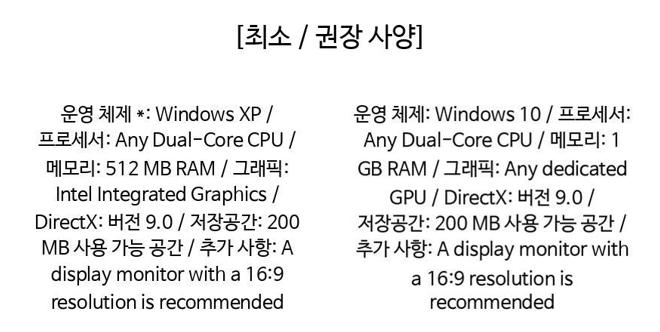 [최소 / 권장 사양]
운영 체제 *: Windows XP /
프로세서: Any Dual-Core CPU /
메모리: 512 MB RAM / 그래픽:
Intel Integrated Graphics /
DirectX: 버전 9.0 / 저장공간: 200
MB 사용 가능 공간 / 추가 사항: A
display monitor with a 16:9
resolution is recommended
운영 체제: Windows 10 / 프로세서:
Any Dual-Core CPU / 메모리: 1
GB RAM / 그래픽: Any dedicated
GPU / DirectX: 버전 9.0 /
저장공간: 200 MB 사용 가능 공간 /
추가 사항: A display monitor with
a 16:9 resolution is
recommended